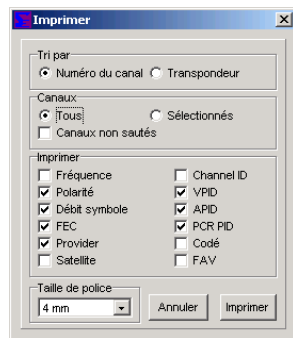 Imprimer
Tri par
Numéro du canal Transpondeur
Canaux
Tous Sélectionnés
Canaux non sautés
Imprimer
Fréquence Channel ID
Polarité VPID
Débit symbole APID
FEC PCR PID
Provider Codé
Satellite FAV
Taille de police
4 mm Annuler Imprimer